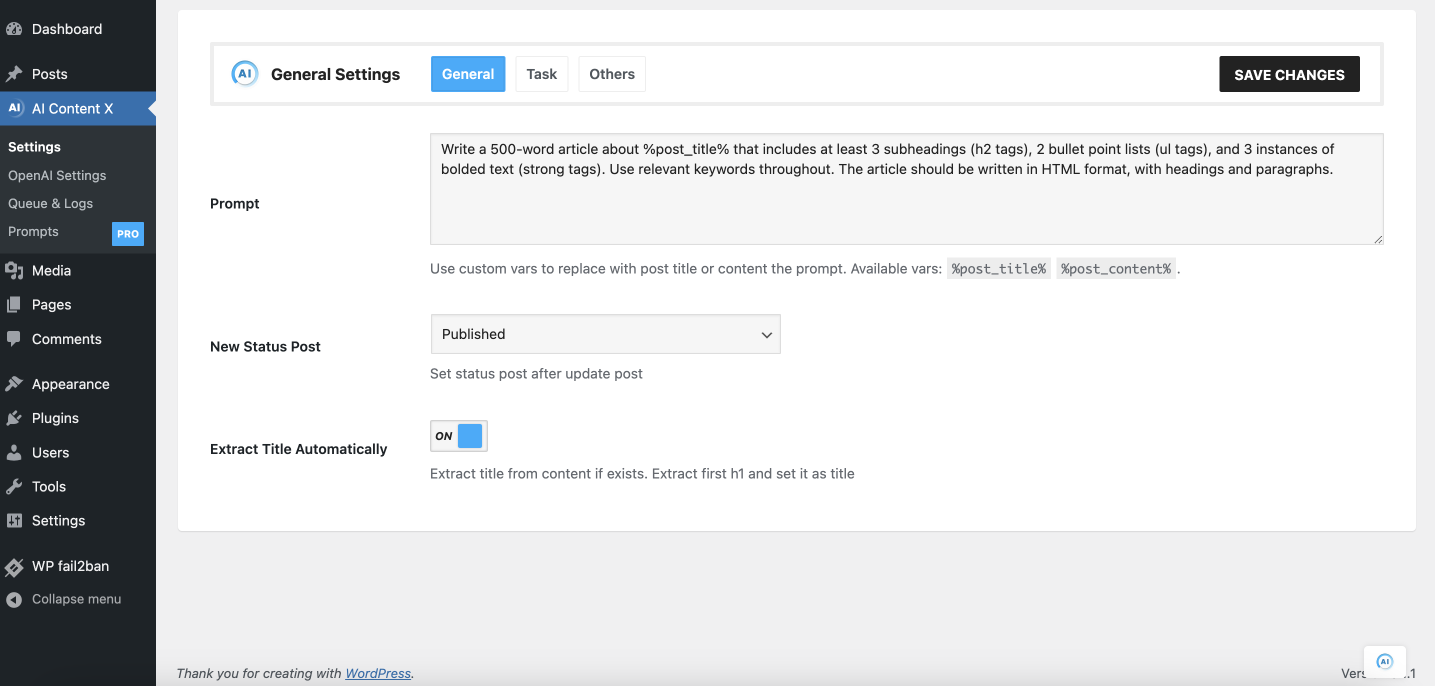 Dashboard
Posts
AI AI Content X
Settings
OpenAI Settings
Queue & Logs
Prompts PRO
Media
Pages
Comments
Appearance
Plugins
Users
Tools
Settings
WP fail2ban
Collapse menu
AI General Settings General Task Others SAVE CHANGES
Prompt
Write a 500-word article about %post_title% that includes at least 3 subheadings (h2 tags), 2 bullet point lists (ul tags), and 3 instances of
bolded text (strong tags). Use relevant keywords throughout. The article should be written in HTML format, with headings and paragraphs.
Use custom vars to replace with post title or content the prompt. Available vars: %post_title% %post_content% .
New Status Post
Published
Set status post after update post
Extract Title Automatically
ON
Extract title from content if exists. Extract first h1 and set it as title
Thank you for creating with WordPress.
AI